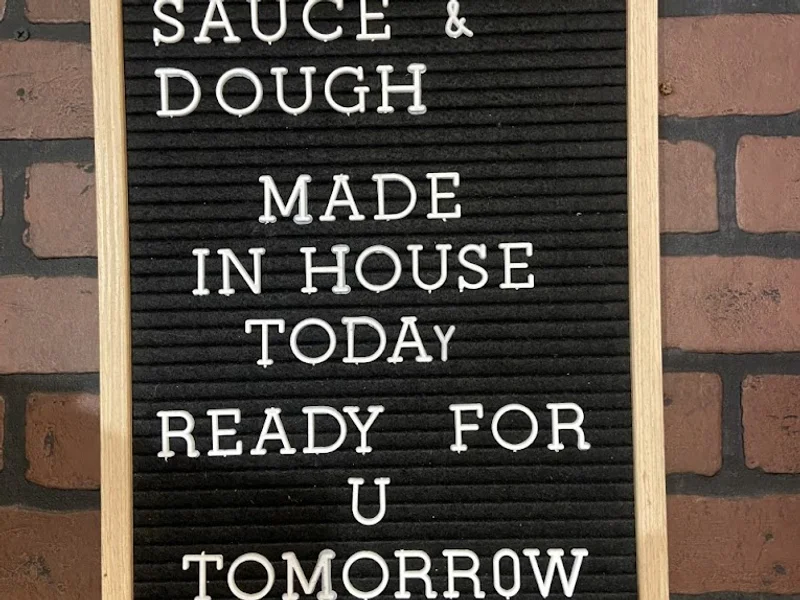 SAUCE &
DOUGH
MADE
IN HOUSE
TODAY
READY FOR
U
TOMORROW